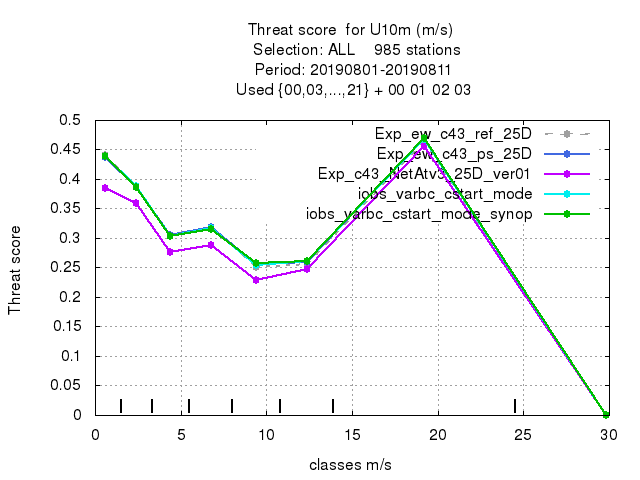 Threat score for U10m (m/s)
Selection: ALL 985 stations
Period: 20190801-20190811
Used {00,03,...,21} + 00 01 02 03
Exp_ew_c43_ref_25D
Exp_ew_c43_ps_25D
Exp_c43_NetAtv3_25D_ver01
iobs_varbc_cstart_mode
iobs_varbc_cstart_mode_synop
0.5
0.45
0.4
0.35
0.3
0.25
0.2
0.15
0.1
0.05
0
Threat score
0 5 10 15 20 25 30
classes m/s